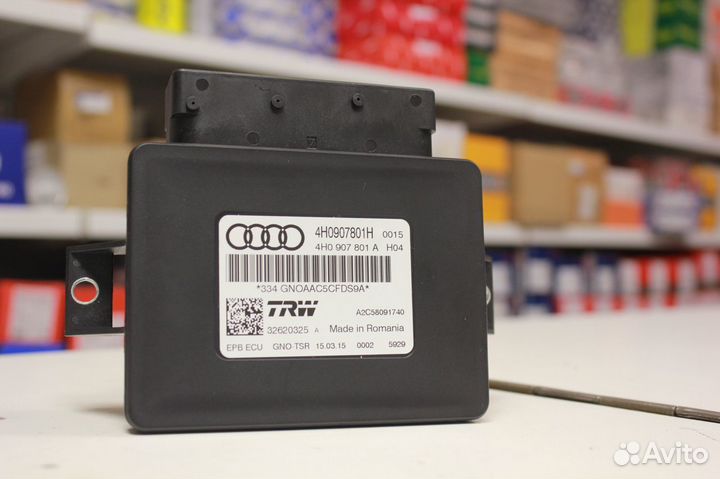 4H0907801H 0015
4H0 907 801 A H04
*334 GNOAAC5CFDS9A*
TRW A2C58091740
32620325 A Made in Romania
EPB ECU GNO TSR 15.03.15 0002 5929
Avito